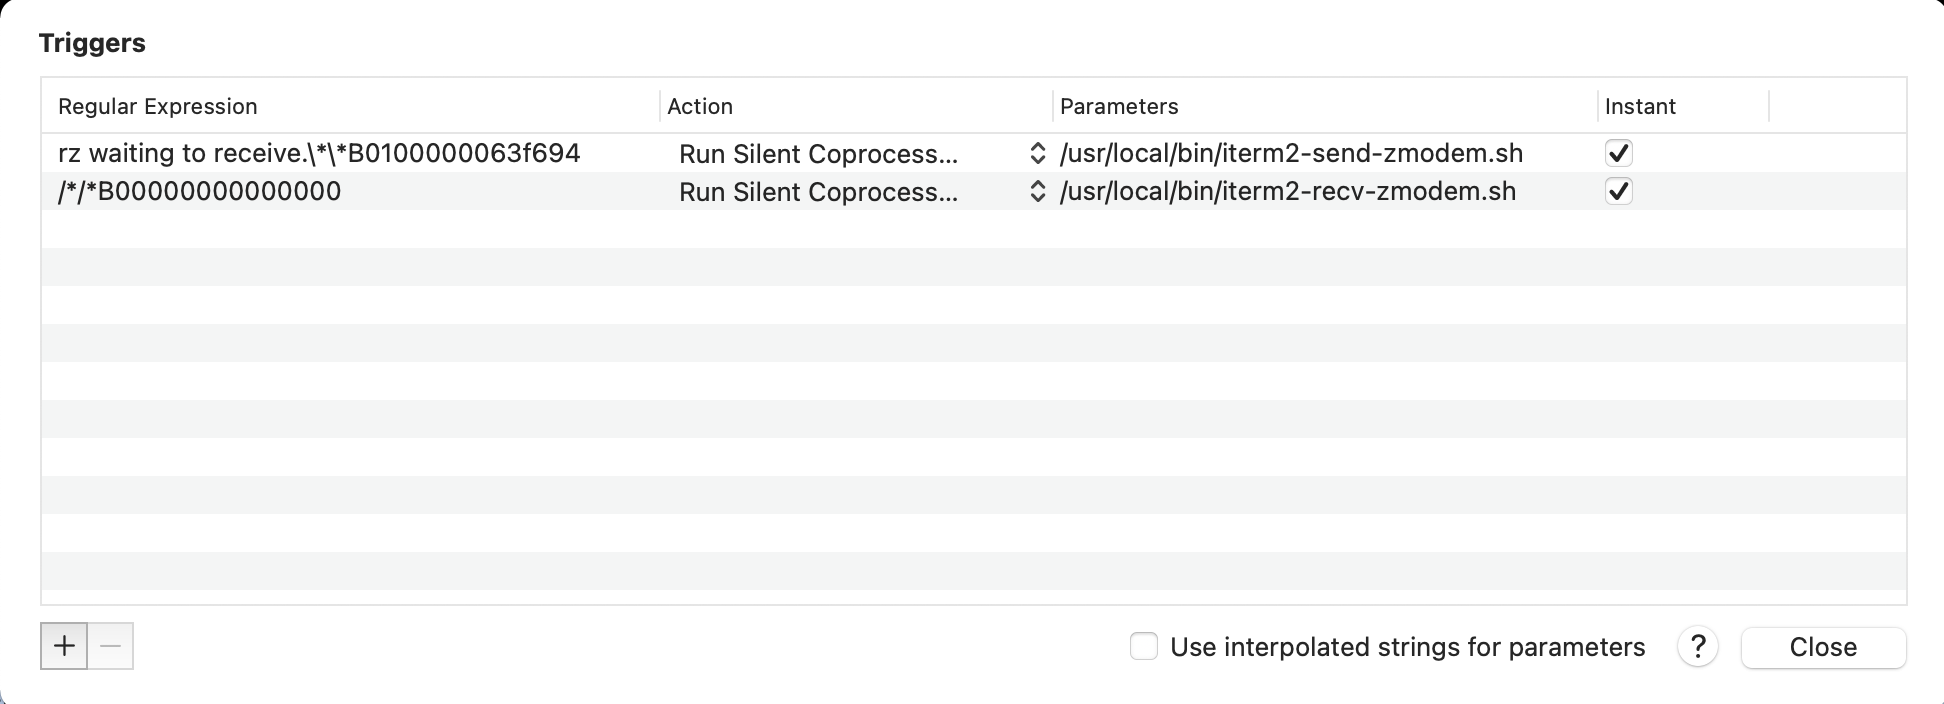 Triggers
Regular Expression Action Parameters Instant
rz waiting to receive.\*\*B0100000063f694 Run Silent Coprocess... /usr/local/bin/iterm2-send-zmodem.sh
/*/*B00000000000000 Run Silent Coprocess... /usr/local/bin/iterm2-recv-zmodem.sh
+ − Use interpolated strings for parameters ? Close